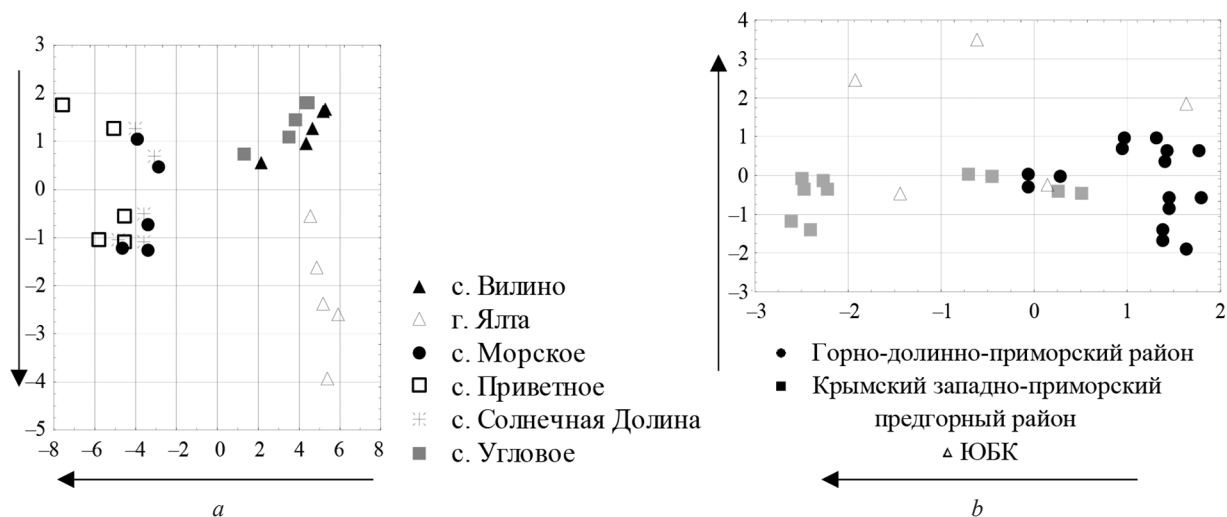 3
2
1
0
–1
–2
–3
–4
–5
–8 –6 –4 –2 0 2 4 6 8
a
с. Вилино
г. Ялта
с. Морское
с. Приветное
с. Солнечная Долина
с. Угловое
4
3
2
1
0
–1
–2
–3
–3 –2 –1 0 1 2
Горно-долинно-приморский район
Крымский западно-приморский
предгорный район
ЮБК
b